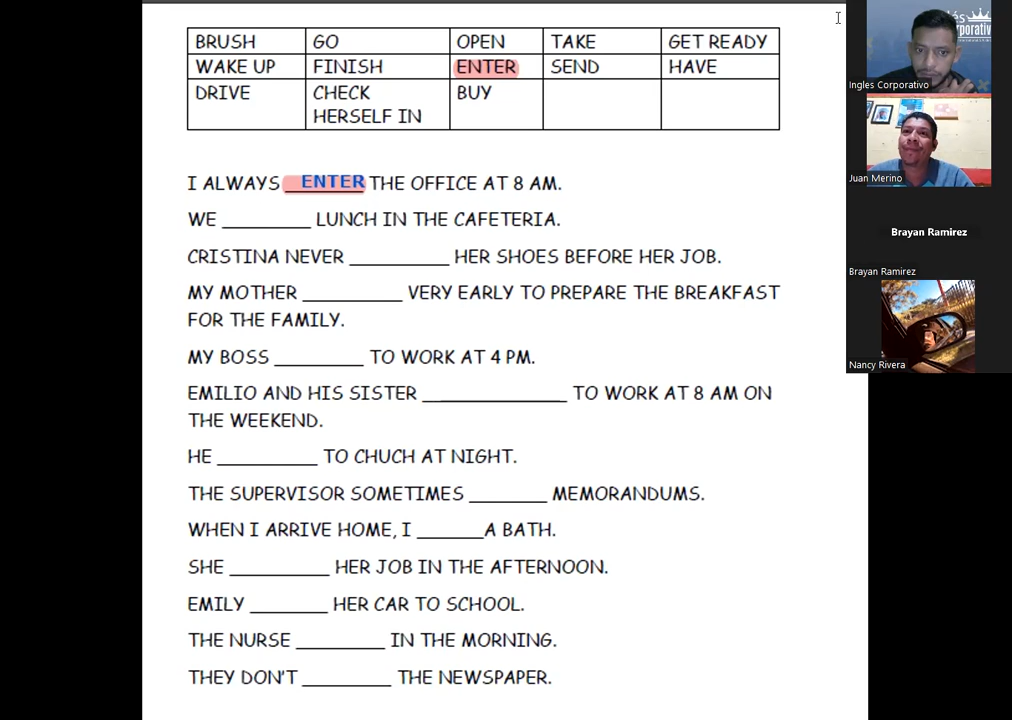 BRUSH GO OPEN TAKE GET READY
WAKE UP FINISH ENTER SEND HAVE
DRIVE CHECK HERSELF IN BUY
I ALWAYS ENTER THE OFFICE AT 8 AM.
WE _________ LUNCH IN THE CAFETERIA.
CRISTINA NEVER __________ HER SHOES BEFORE HER JOB.
MY MOTHER __________ VERY EARLY TO PREPARE THE BREAKFAST
FOR THE FAMILY.
MY BOSS _________ TO WORK AT 4 PM.
EMILIO AND HIS SISTER ______________ TO WORK AT 8 AM ON
THE WEEKEND.
HE __________ TO CHUCH AT NIGHT.
THE SUPERVISOR SOMETIMES ________ MEMORANDUMS.
WHEN I ARRIVE HOME, I _______A BATH.
SHE __________ HER JOB IN THE AFTERNOON.
EMILY ________ HER CAR TO SCHOOL.
THE NURSE _________ IN THE MORNING.
THEY DON'T _________ THE NEWSPAPER.
Ingles Corporativo
Juan Merino
Brayan Ramirez
Brayan Ramirez
Nancy Rivera